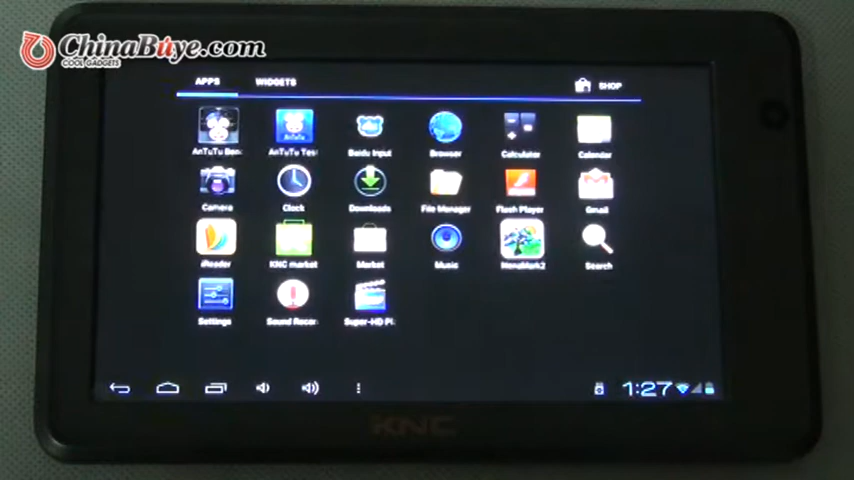 ChinaBuye.com
COOL GADGETS
APPS WIDGETS SHOP
AnTuTu Ben AnTuTu Tes Baidu Input Browser Calculator Calendar
Camera Clock Downloads File Manager Flash Player Gmail
iReader KNC market Market Music NenaMark2 Search
Settings Sound Recor Super-HD Pl
1:27
KNC